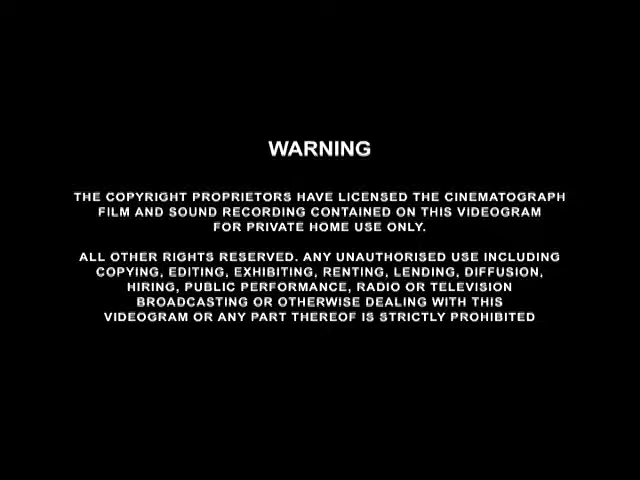 WARNING
THE COPYRIGHT PROPRIETORS HAVE LICENSED THE CINEMATOGRAPH
FILM AND SOUND RECORDING CONTAINED ON THIS VIDEOGRAM
FOR PRIVATE HOME USE ONLY.
ALL OTHER RIGHTS RESERVED. ANY UNAUTHORISED USE INCLUDING
COPYING, EDITING, EXHIBITING, RENTING, LENDING, DIFFUSION,
HIRING, PUBLIC PERFORMANCE, RADIO OR TELEVISION
BROADCASTING OR OTHERWISE DEALING WITH THIS
VIDEOGRAM OR ANY PART THEREOF IS STRICTLY PROHIBITED